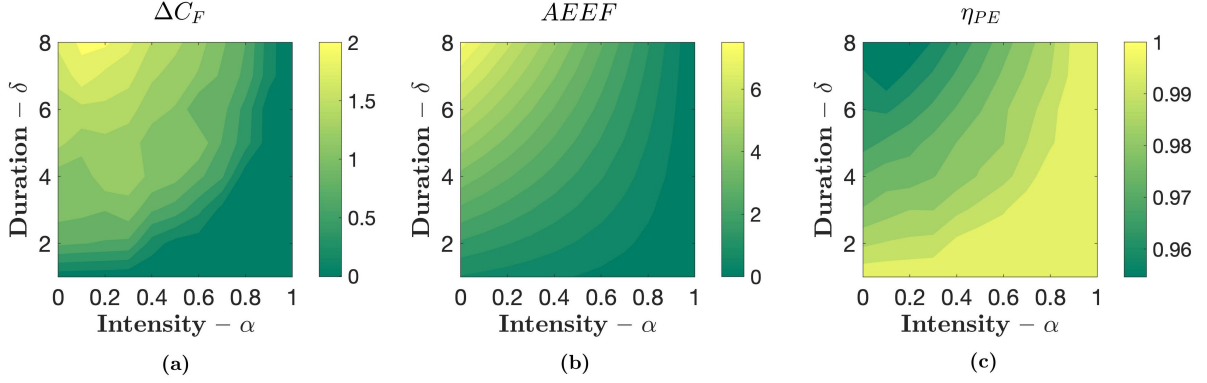 ΔC_F
8
6
4
2
0 0.2 0.4 0.6 0.8 1
Duration – δ
Intensity – α
2
1.5
1
0.5
0
(a)
AEEF
8
6
4
2
0 0.2 0.4 0.6 0.8 1
Duration – δ
Intensity – α
6
4
2
0
(b)
η_PE
8
6
4
2
0 0.2 0.4 0.6 0.8 1
Duration – δ
Intensity – α
1
0.99
0.98
0.97
0.96
(c)